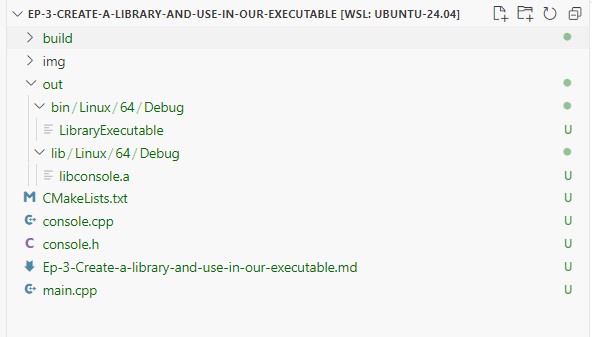 EP-3-CREATE-A-LIBRARY-AND-USE-IN-OUR-EXECUTABLE [WSL: UBUNTU-24.04]
build
img
out
bin / Linux / 64 / Debug
LibraryExecutable U
lib / Linux / 64 / Debug
libconsole.a U
CMakeLists.txt U
console.cpp U
console.h U
Ep-3-Create-a-library-and-use-in-our-executable.md U
main.cpp U